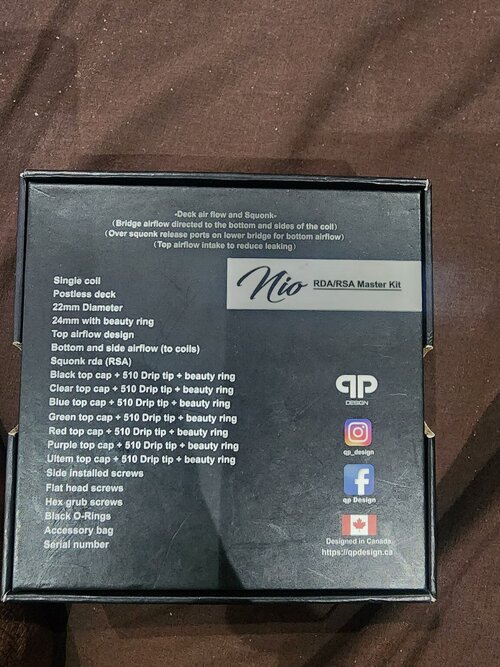 -Deck air flow and Squonk-
(Bridge airflow directed to the bottom and sides of the coil)
(Over squonk release ports on lower bridge for bottom airflow)
(Top airflow intake to reduce leaking)
Nio RDA/RSA Master Kit
Single coil
Postless deck
22mm Diameter
24mm with beauty ring
Top airflow design
Bottom and side airflow (to coils)
Squonk rda (RSA)
Black top cap + 510 Drip tip + beauty ring
Clear top cap + 510 Drip tip + beauty ring
Blue top cap + 510 Drip tip + beauty ring
Green top cap + 510 Drip tip + beauty ring
Red top cap + 510 Drip tip + beauty ring
Purple top cap + 510 Drip tip + beauty ring
Ultem top cap + 510 Drip tip + beauty ring
Side installed screws
Flat head screws
Hex grub screws
Black O-Rings
Accessory bag
Serial number
qp
DESIGN
qp_design
qp Design
Designed in Canada
https://qpdesign.ca